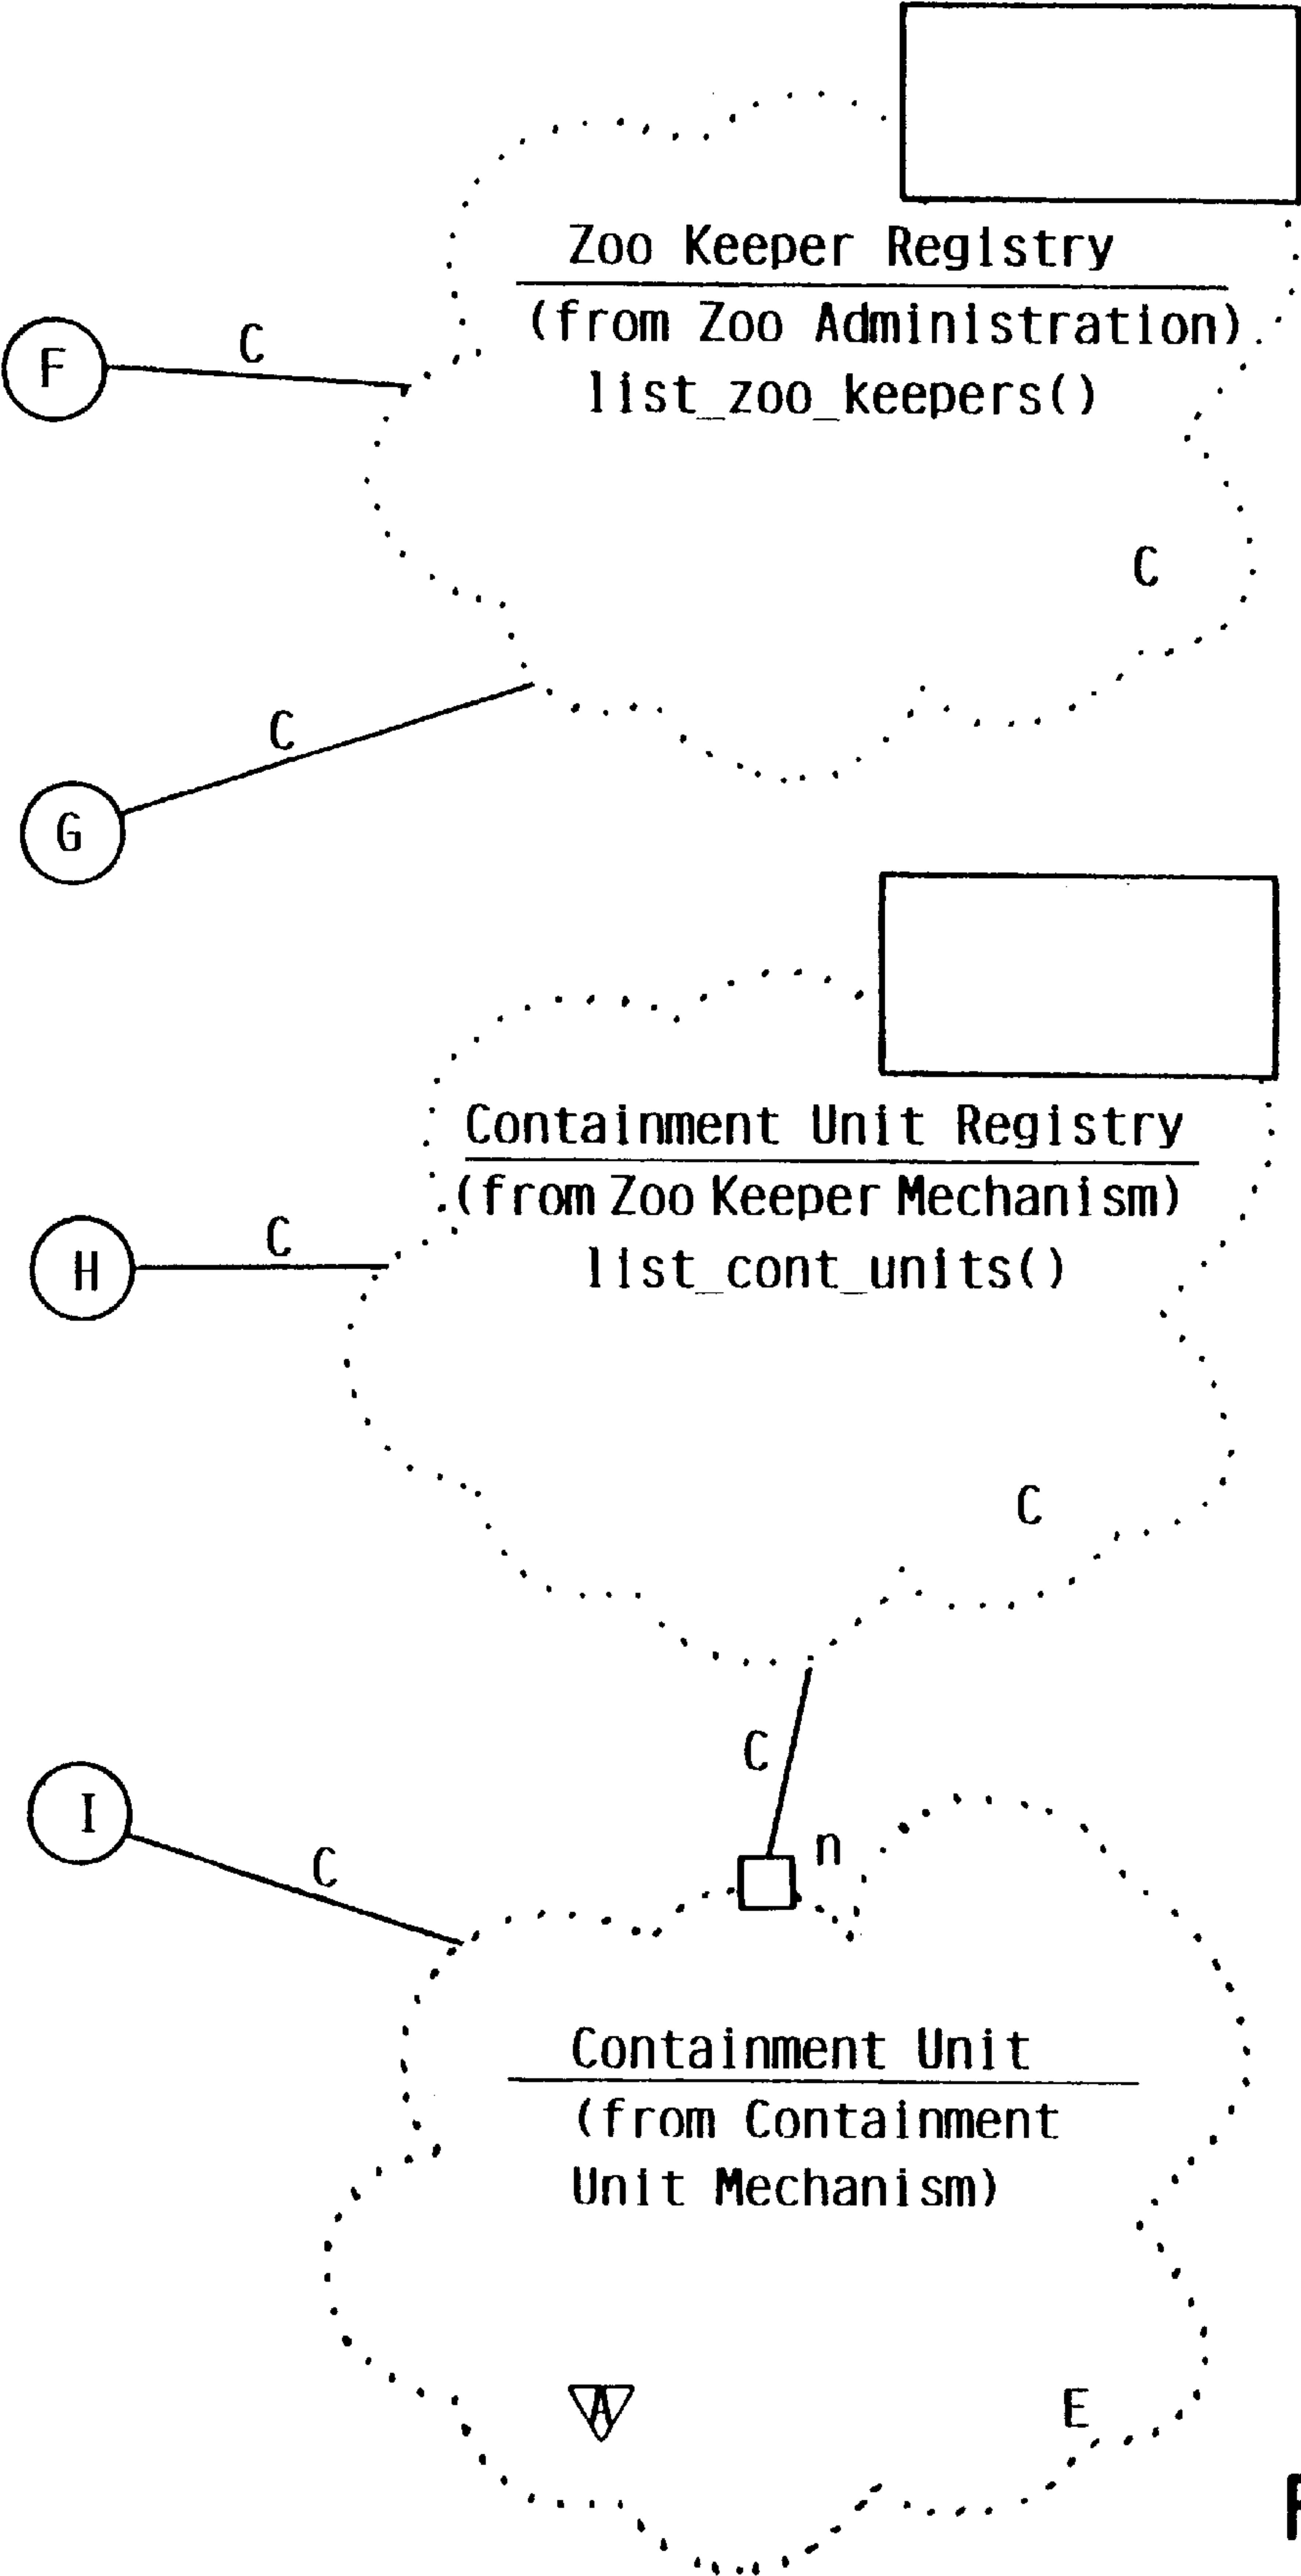 Zoo Keeper Registry
(from Zoo Administration)
list_zoo_keepers()
F
C
C
C
G
Containment Unit Registry
(from Zoo Keeper Mechanism)
list_cont_units()
H
C
C
C
n
I
C
Containment Unit
(from Containment
Unit Mechanism)
A
E